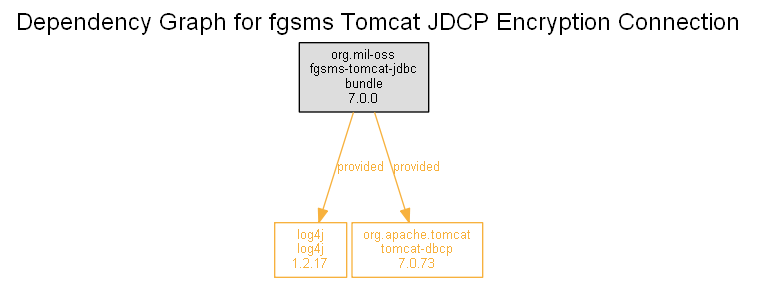 Dependency Graph for fgsms Tomcat JDCP Encryption Connection
org.mil-oss
fgsms-tomcat-jdbc
bundle
7.0.0
provided
provided
log4j
log4j
1.2.17
org.apache.tomcat
tomcat-dbcp
7.0.73